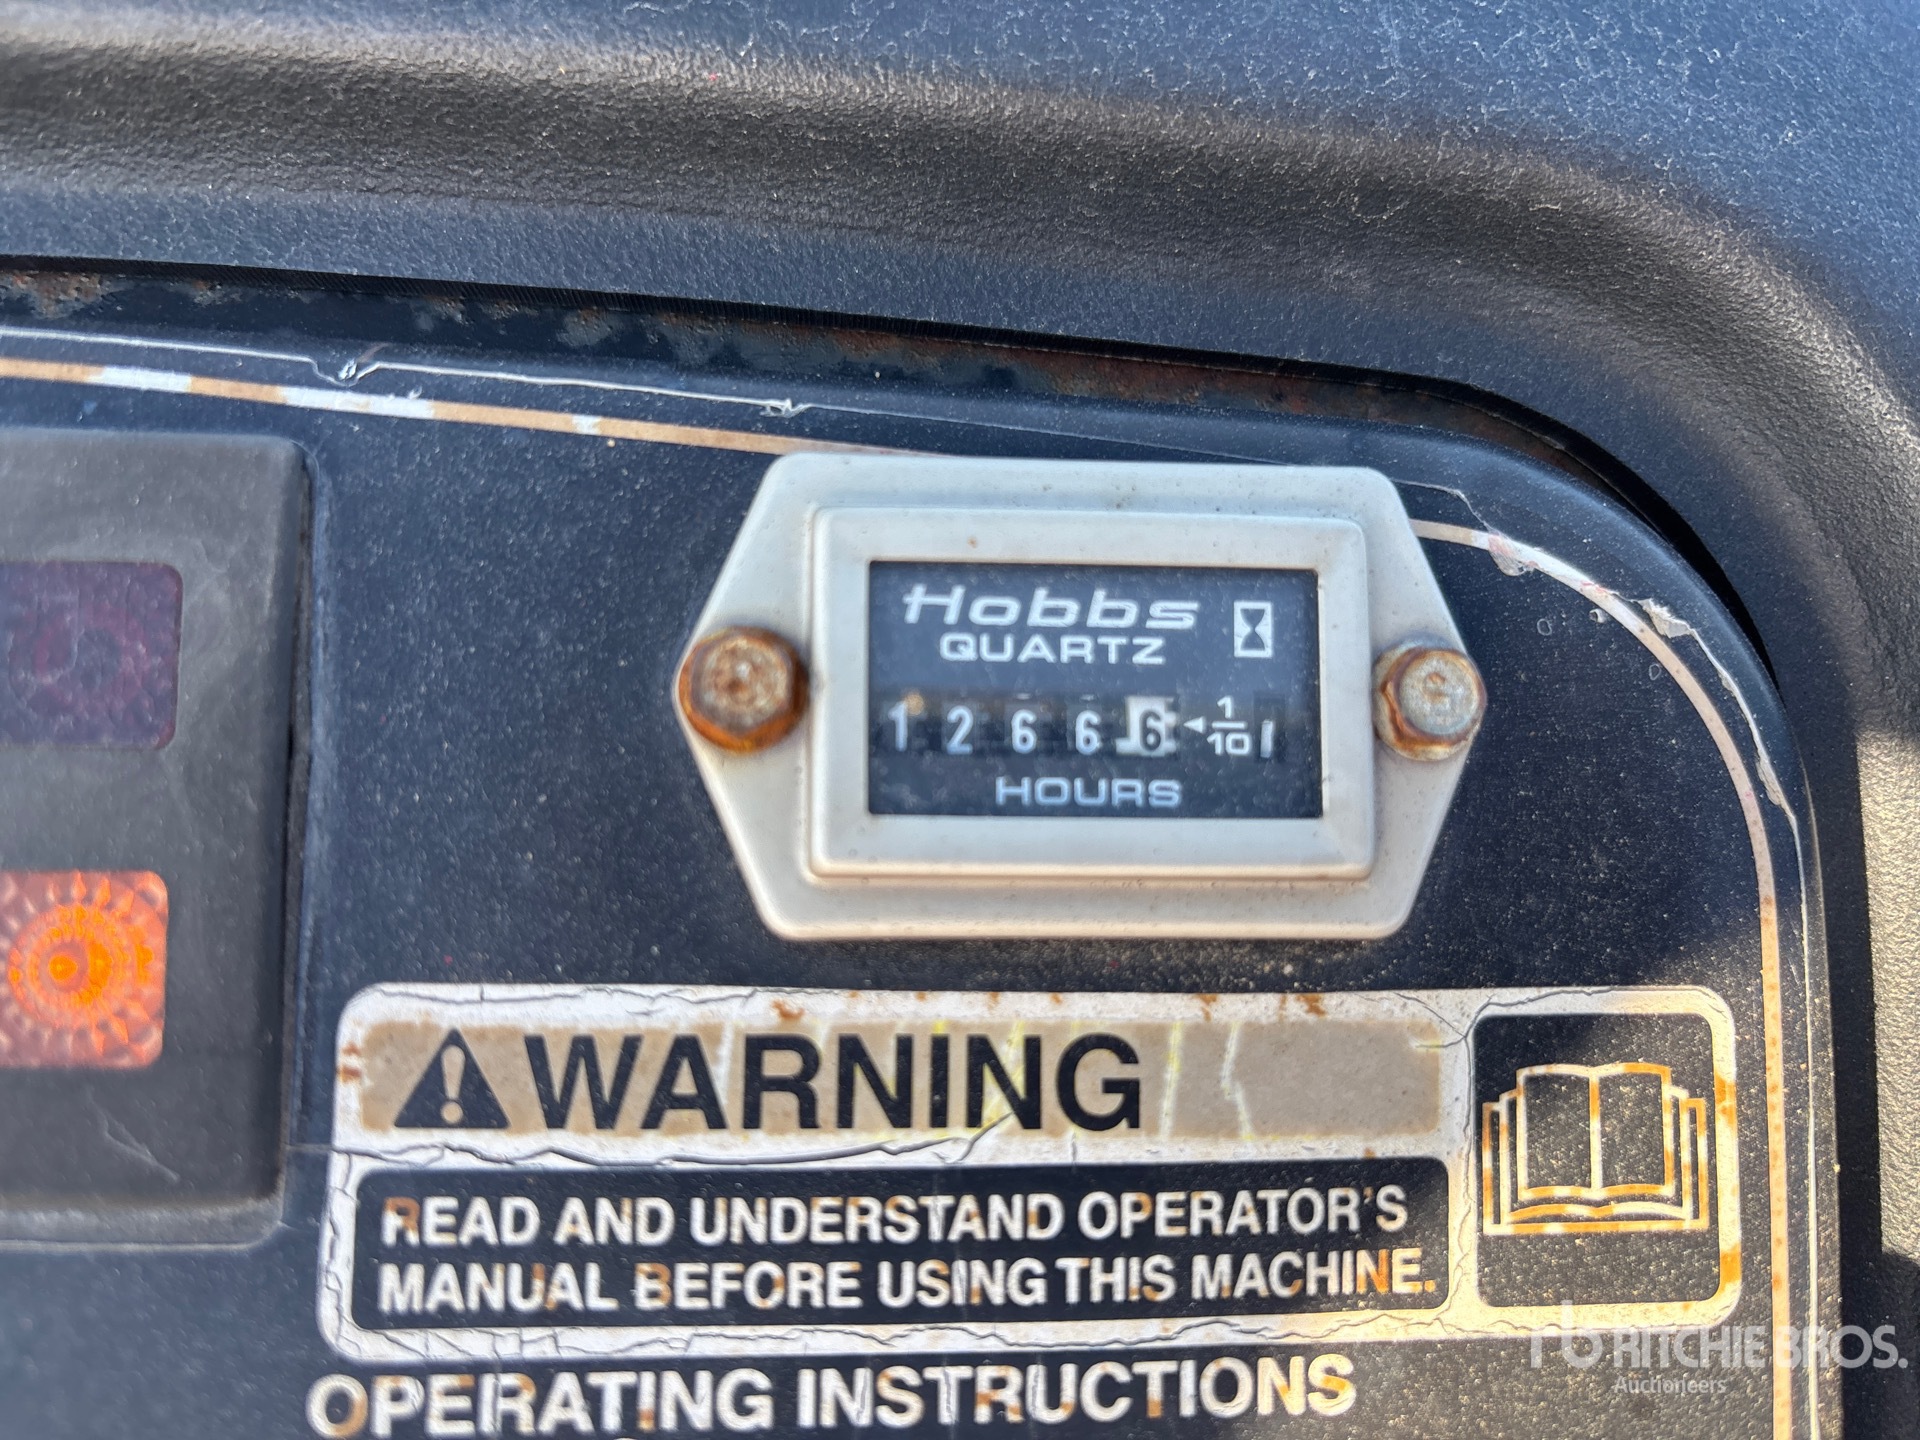 Hobbs
QUARTZ
1 2 6 6 6 1/10
HOURS
WARNING
READ AND UNDERSTAND OPERATOR'S
MANUAL BEFORE USING THIS MACHINE.
OPERATING INSTRUCTIONS
rb RITCHIE BROS.
Auctioneers